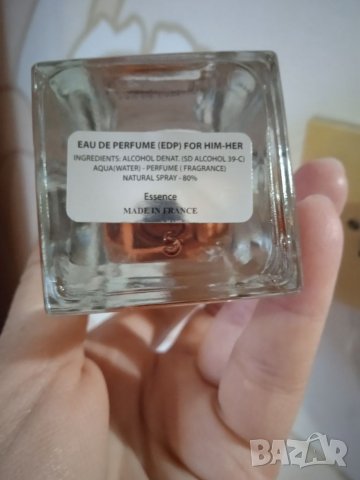 EAU DE PERFUME (EDP) FOR HIM-HER
INGREDIENTS: ALCOHOL DENAT. (SD ALCOHOL 39-C)
AQUA(WATER) - PERFUME ( FRAGRANCE)
NATURAL SPRAY - 80%
Essence
MADE IN FRANCE
BAZAR